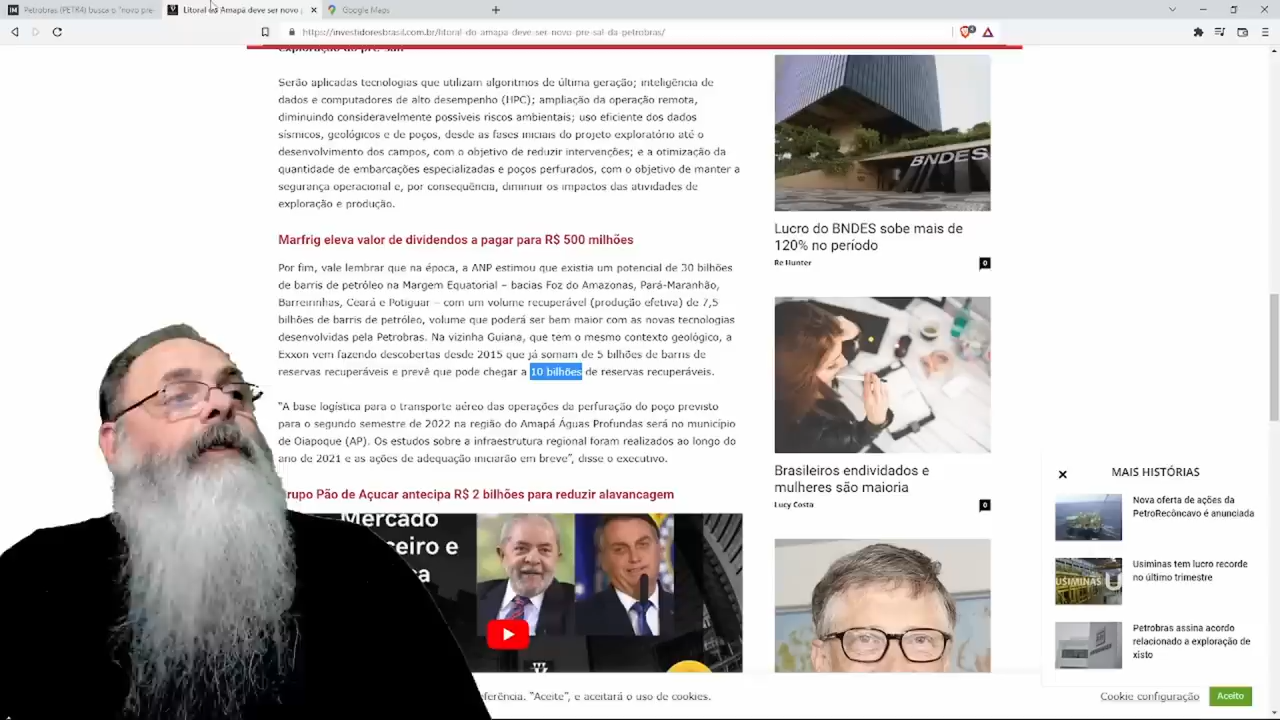 Petrobras (PETR4) busca o "novo pre-
Litoral do Amapá deve ser novo
Google Maps
https://investidoresbrasil.com.br/litoral-do-amapa-deve-ser-novo-pre-sal-da-petrobras/
exploração do pré-sal
Serão aplicadas tecnologias que utilizam algoritmos de última geração; inteligência de
dados e computadores de alto desempenho (HPC); ampliação da operação remota,
diminuindo consideravelmente possíveis riscos ambientais; uso eficiente dos dados
sísmicos, geológicos e de poços, desde as fases iniciais do projeto exploratório até o
desenvolvimento dos campos, com o objetivo de reduzir intervenções; e a otimização da
quantidade de embarcações especializadas e poços perfurados, com o objetivo de manter a
segurança operacional e, por consequência, diminuir os impactos das atividades de
exploração e produção.
Marfrig eleva valor de dividendos a pagar para R$ 500 milhões
Por fim, vale lembrar que na época, a ANP estimou que existia um potencial de 30 bilhões
de barris de petróleo na Margem Equatorial – bacias Foz do Amazonas, Pará-Maranhão,
Barreirinhas, Ceará e Potiguar – com um volume recuperável (produção efetiva) de 7,5
bilhões de barris de petróleo, volume que poderá ser bem maior com as novas tecnologias
desenvolvidas pela Petrobras. Na vizinha Guiana, que tem o mesmo contexto geológico, a
Exxon vem fazendo descobertas desde 2015 que já somam de 5 bilhões de barris de
reservas recuperáveis e prevê que pode chegar a 10 bilhões de reservas recuperáveis.
"A base logística para o transporte aéreo das operações da perfuração do poço previsto
para o segundo semestre de 2022 na região do Amapá Águas Profundas será no município
de Oiapoque (AP). Os estudos sobre a infraestrutura regional foram realizados ao longo do
ano de 2021 e as ações de adequação iniciarão em breve", disse o executivo.
rupo Pão de Açucar antecipa R$ 2 bilhões para reduzir alavancagem
Mercado
ceiro e
ca
BNDES
Lucro do BNDES sobe mais de
120% no período
Re Hunter
0
Brasileiros endividados e
mulheres são maioria
Lucy Costa
0
MAIS HISTÓRIAS
Nova oferta de ações da
PetroRecôncavo é anunciada
USIMINAS U
Usiminas tem lucro recorde
no último trimestre
Petrobras assina acordo
relacionado a exploração de
xisto
eferência. "Aceite", e aceitará o uso de cookies.
Cookie configuração
Aceito